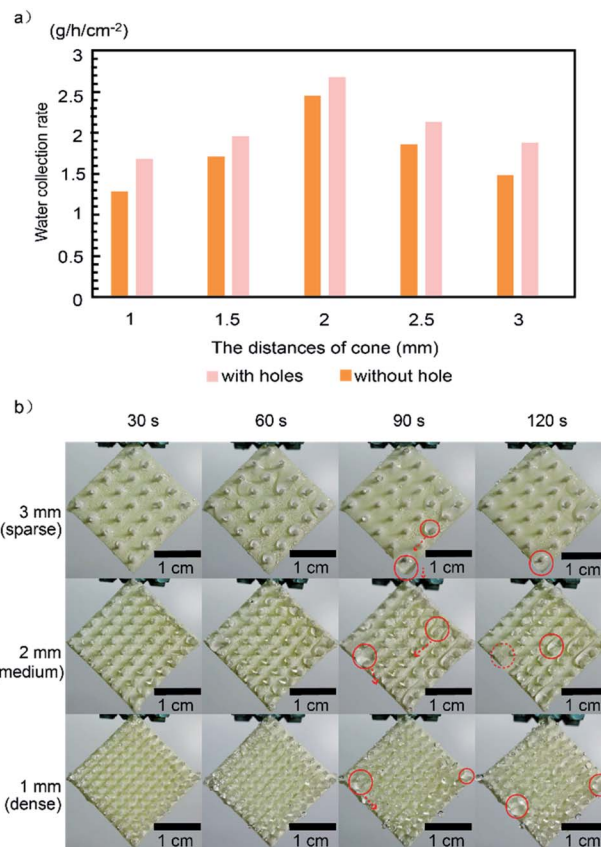 a）
(g/h/cm-2)
Water collection rate
3
2.5
2
1.5
1
0.5
0
1 1.5 2 2.5 3
The distances of cone (mm)
with holes without hole
b）
30 s 60 s 90 s 120 s
3 mm
(sparse)
1 cm 1 cm 1 cm 1 cm
2 mm
medium)
1 cm 1 cm 1 cm 1 cm
1 mm
(dense)
1 cm 1 cm 1 cm 1 cm